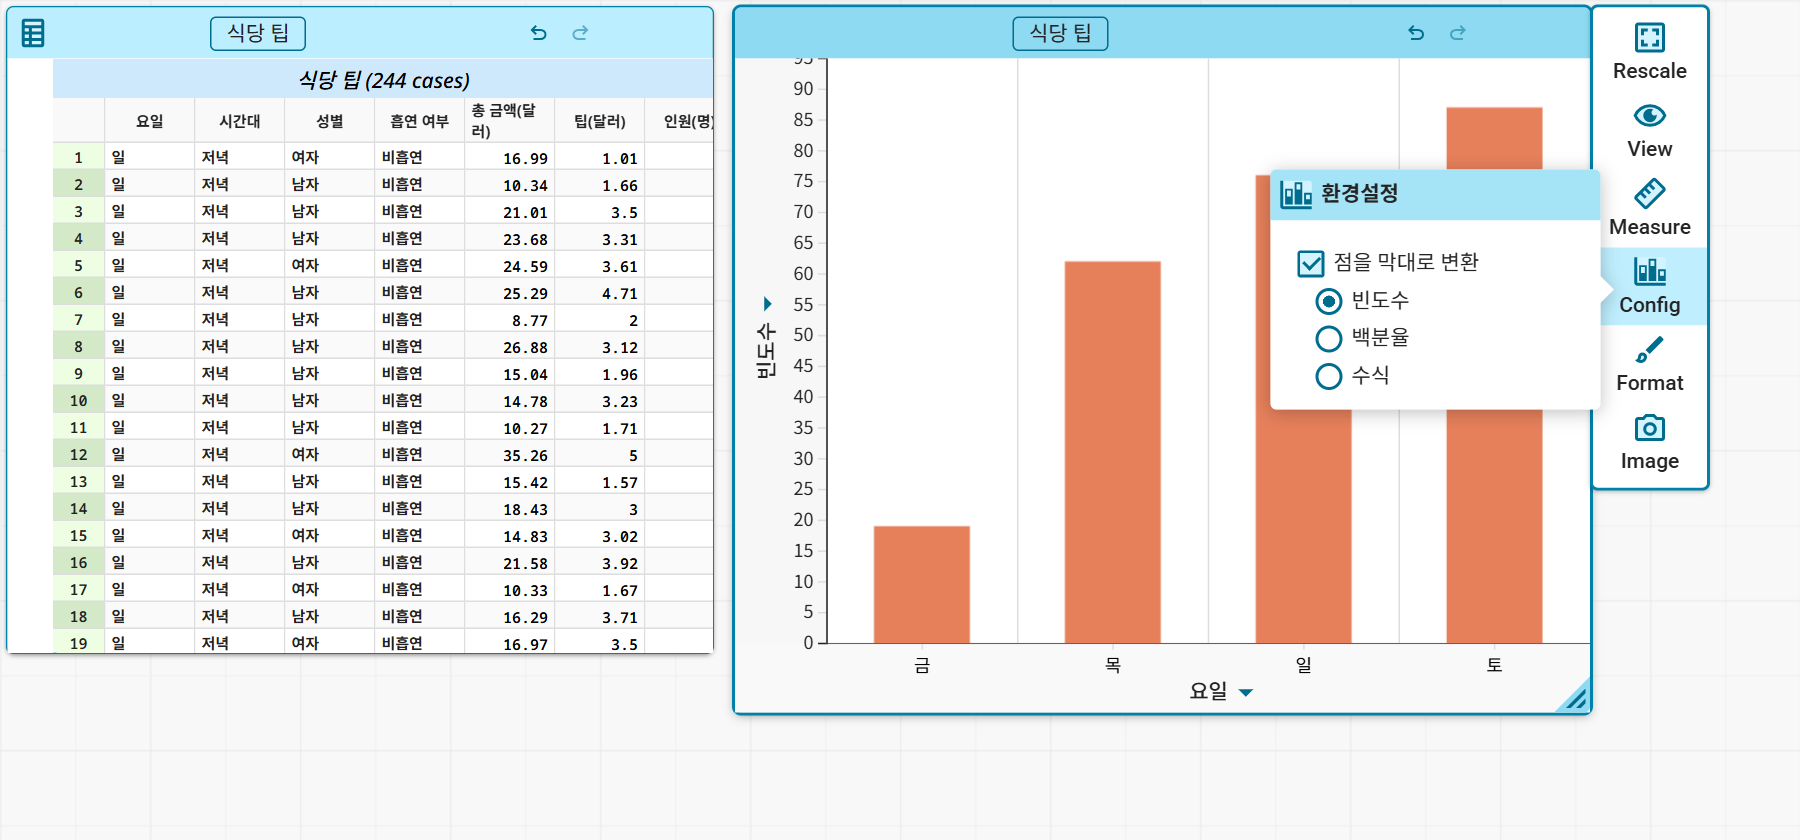 식당 팁
식당 팁 (244 cases)
요일 시간대 성별 흡연 여부 총 금액(달러) 팁(달러) 인원(명)
1 일 저녁 여자 비흡연 16.99 1.01
2 일 저녁 남자 비흡연 10.34 1.66
3 일 저녁 남자 비흡연 21.01 3.5
4 일 저녁 남자 비흡연 23.68 3.31
5 일 저녁 여자 비흡연 24.59 3.61
6 일 저녁 남자 비흡연 25.29 4.71
7 일 저녁 남자 비흡연 8.77 2
8 일 저녁 남자 비흡연 26.88 3.12
9 일 저녁 남자 비흡연 15.04 1.96
10 일 저녁 남자 비흡연 14.78 3.23
11 일 저녁 남자 비흡연 10.27 1.71
12 일 저녁 여자 비흡연 35.26 5
13 일 저녁 남자 비흡연 15.42 1.57
14 일 저녁 남자 비흡연 18.43 3
15 일 저녁 여자 비흡연 14.83 3.02
16 일 저녁 남자 비흡연 21.58 3.92
17 일 저녁 여자 비흡연 10.33 1.67
18 일 저녁 남자 비흡연 16.29 3.71
19 일 저녁 여자 비흡연 16.97 3.5
식당 팁
95
90
85
80
75
70
65
60
55
50
45
40
35
30
25
20
15
10
5
0
빈도수
금 목 일 토
요일
환경설정
점을 막대로 변환
빈도수
백분율
수식
Rescale
View
Measure
Config
Format
Image